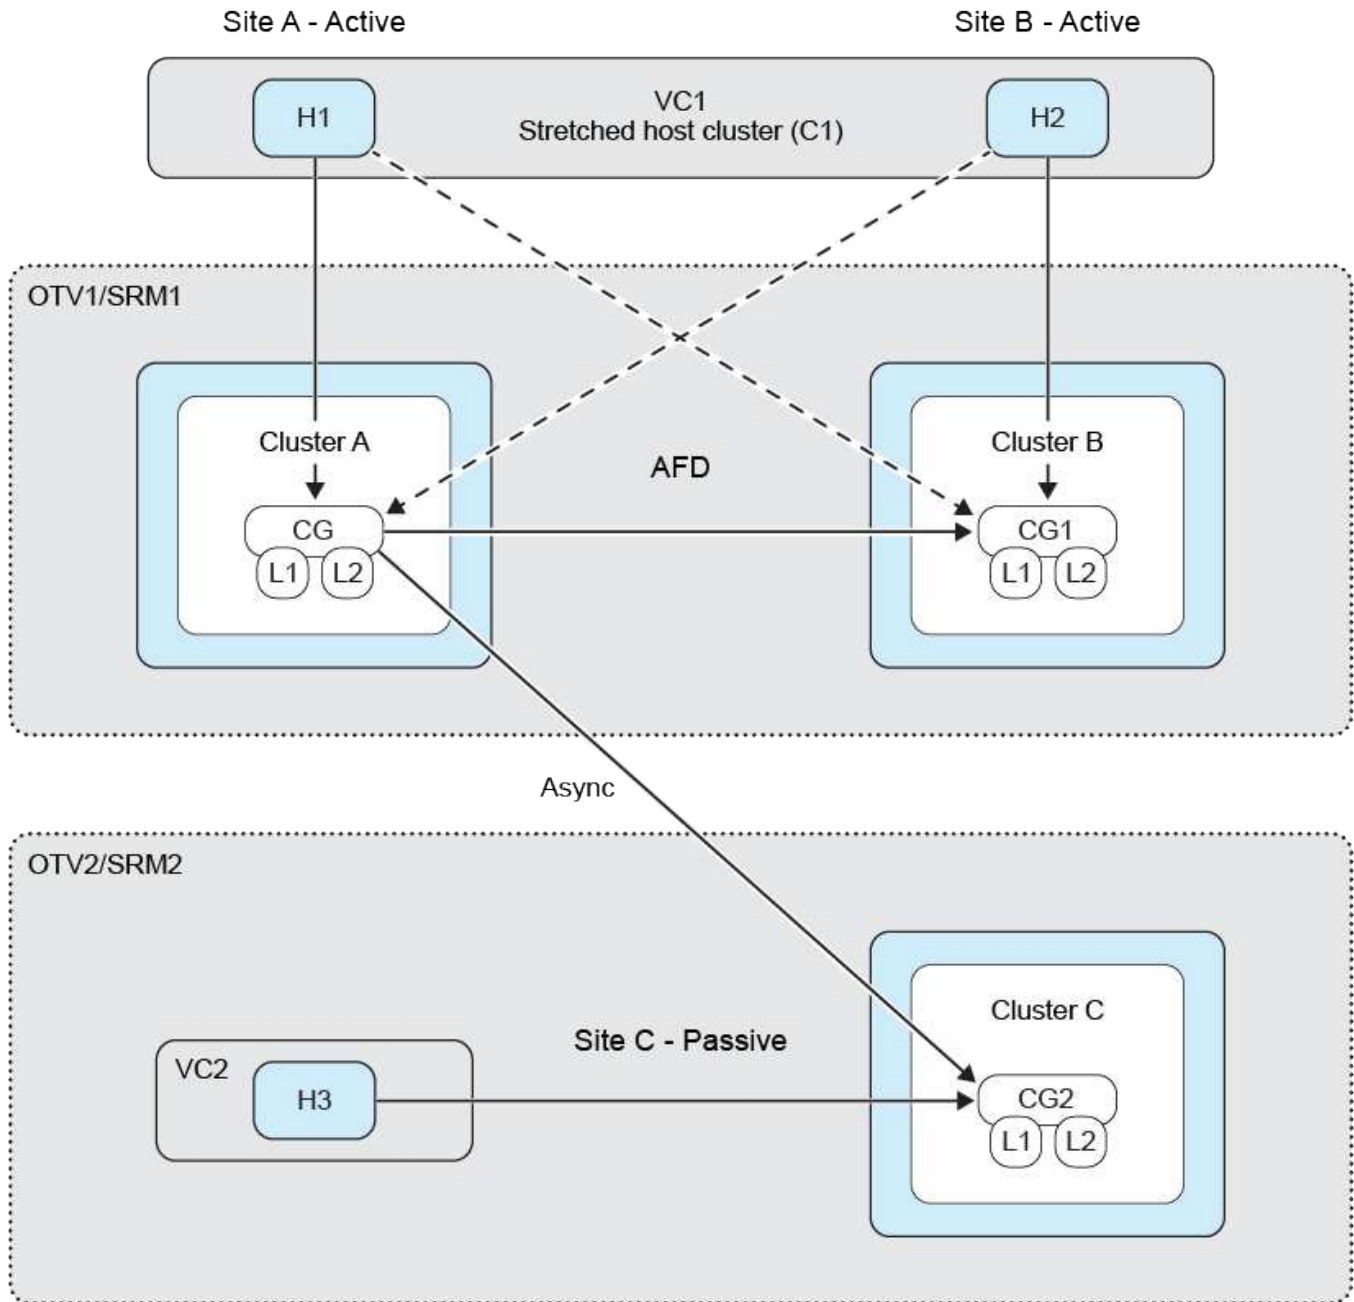 Site A - Active
Site B - Active
H1
VC1
Stretched host cluster (C1)
H2
OTV1/SRM1
Cluster A
AFD
Cluster B
CG
L1 L2
CG1
L1 L2
Async
OTV2/SRM2
Cluster C
Site C - Passive
VC2
H3
CG2
L1 L2